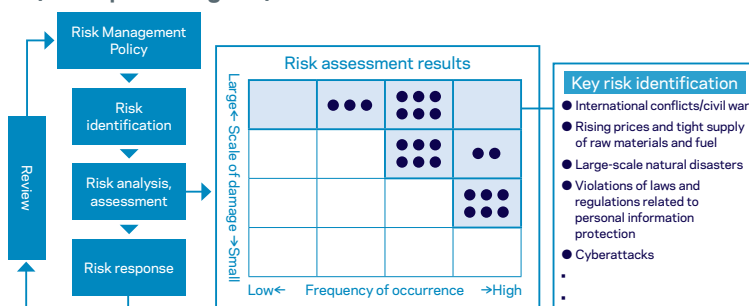 Risk Management
Policy
Risk
identification
Risk analysis,
assessment
Risk response
Review
Risk assessment results
Large← Scale of damage →Small
Low← Frequency of occurrence →High
Key risk identification
● International conflicts/civil war
● Rising prices and tight supply
of raw materials and fuel
● Large-scale natural disasters
● Violations of laws and
regulations related to
personal information
protection
● Cyberattacks